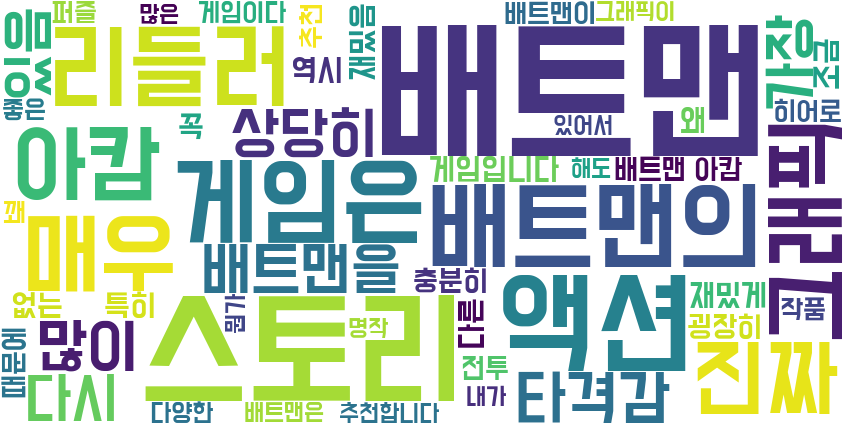 퍼즐 많은 게임이다 추천 재밌음 배트맨이 그래픽이
있음 리들러 역시 배트맨 가장 조금
좋은 꼭 상당히 있어서 왜 히어로
아캄 게임은 게임입니다 해도 배트맨 아캄 그래픽
꽤 매우 배트맨을 배트맨의
없는 특히 뭔가 스토리 충분히 액션 재밌게 작품
때문에 많이 명작 다른 굉장히
다시 전투 진짜
다양한 배트맨은 추천합니다 내가 타격감